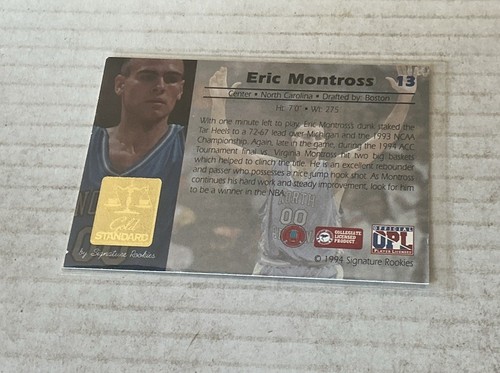 Eric Montross 13
Center • North Carolina • Drafted by: Boston
Ht: 7'0" • Wt: 275
With one minute left to play, Eric Montross's dunk staked the
Tar Heels to a 72-67 lead over Michigan and the 1993 NCAA
Championship. Again, late in the game, during the 1994 ACC
Tournament final vs. Virginia Montross hit two big baskets
which helped to clinch the title. He is an excellent rebounder
and passer who possesses a nice jump hook shot. As Montross
continues his hard work and steady improvement, look for him
to be a winner in the NBA.
NORTH
00
STANDARD
by Signature Rookies
COLLEGIATE
LICENSED
PRODUCT
OFFICIAL
UPL
PLAYER LICENSEE
© 1994 Signature Rookies